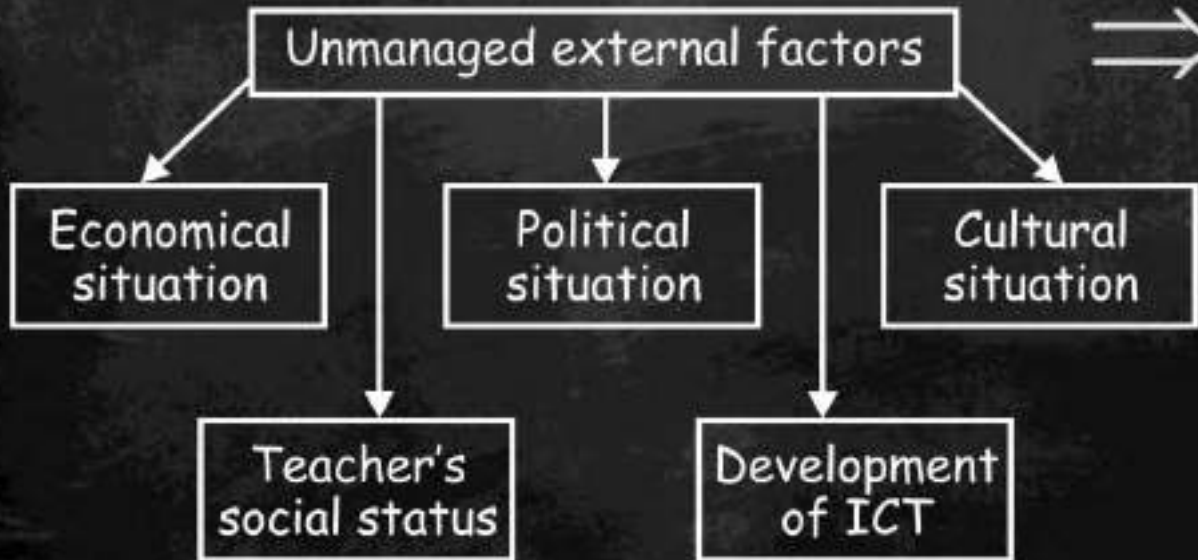 Unmanaged external factors
Economical
situation
Political
situation
Cultural
situation
Teacher's
social status
Development
of ICT